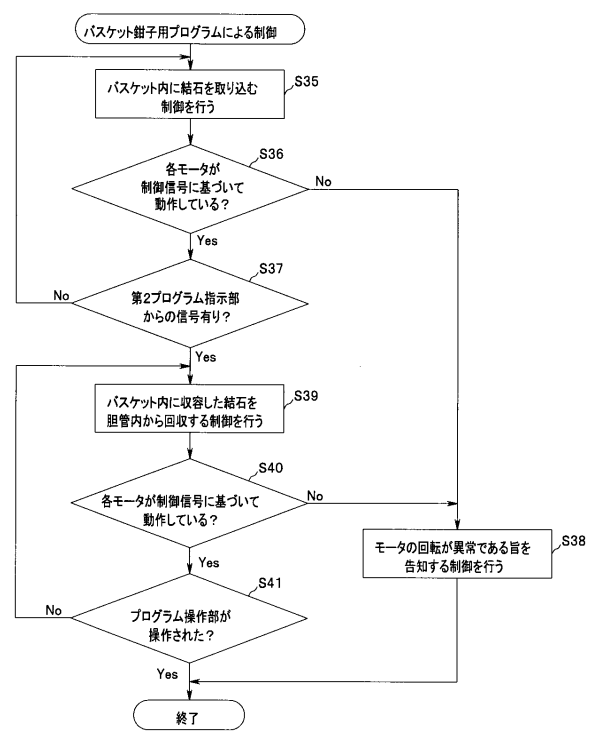 バスケット鉗子用プログラムによる制御
バスケット内に結石を取り込む
制御を行う
S35
各モータが
制御信号に基づいて
動作している?
S36
No
Yes
第2プログラム指示部
からの信号有り?
S37
No
Yes
バスケット内に収容した結石を
胆管内から回収する制御を行う
S39
各モータが制御信号に基づいて
動作している?
S40
No
Yes
モータの回転が異常である旨を
告知する制御を行う
S38
プログラム操作部が
操作された?
S41
No
Yes
終了